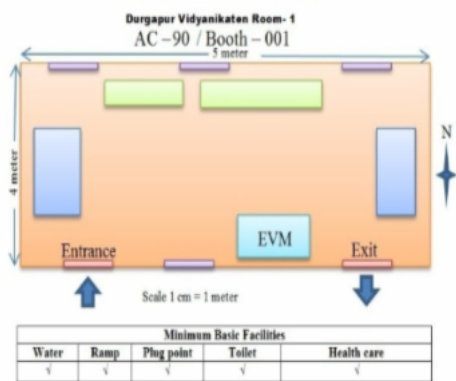 Durgapur Vidyanikaten Room- 1
AC –90 / Booth –001
5 meter
4 meter
N
Entrance
EVM
Exit
Scale 1 cm = 1 meter
Minimum Basic Facilities
Water Ramp Plug point Toilet Health care
√ √ √ √ √